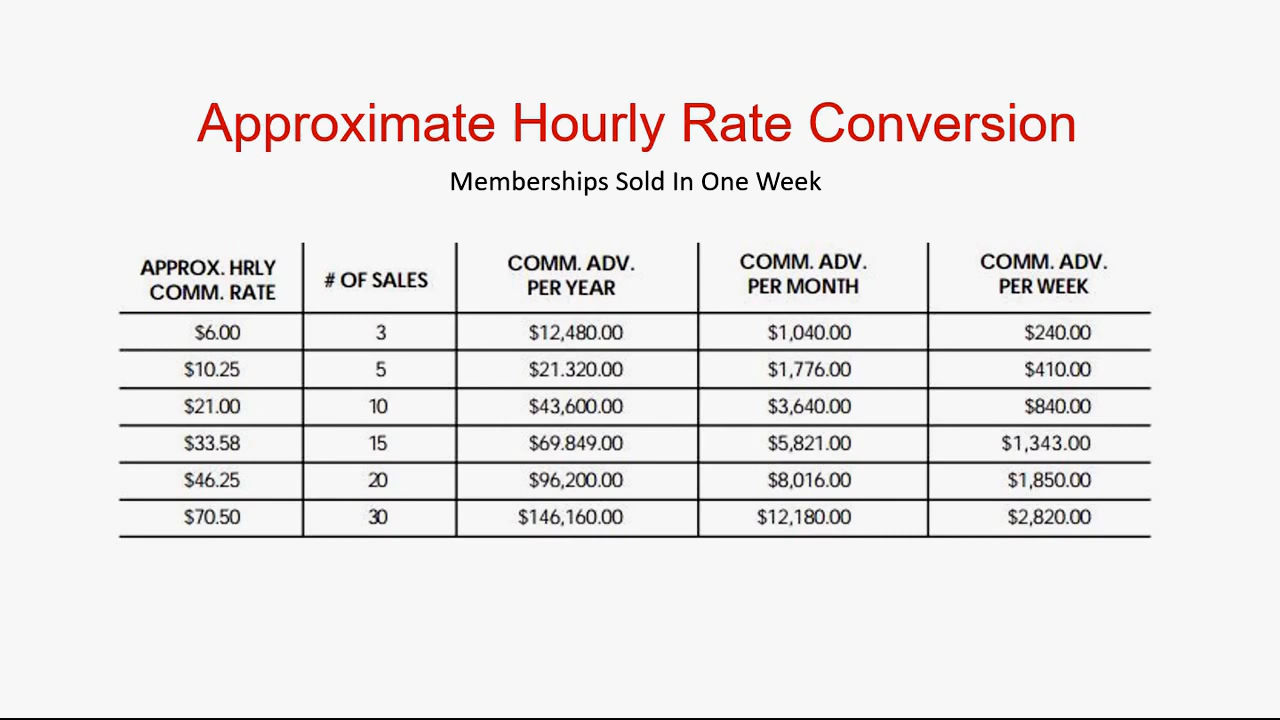 Approximate Hourly Rate Conversion
Memberships Sold In One Week
APPROX. HRLY COMM. RATE # OF SALES COMM. ADV. PER YEAR COMM. ADV. PER MONTH COMM. ADV. PER WEEK
$6.00 3 $12,480.00 $1,040.00 $240.00
$10.25 5 $21.320.00 $1,776.00 $410.00
$21.00 10 $43,600.00 $3,640.00 $840.00
$33.58 15 $69.849.00 $5,821.00 $1,343.00
$46.25 20 $96,200.00 $8,016.00 $1,850.00
$70.50 30 $146,160.00 $12,180.00 $2,820.00